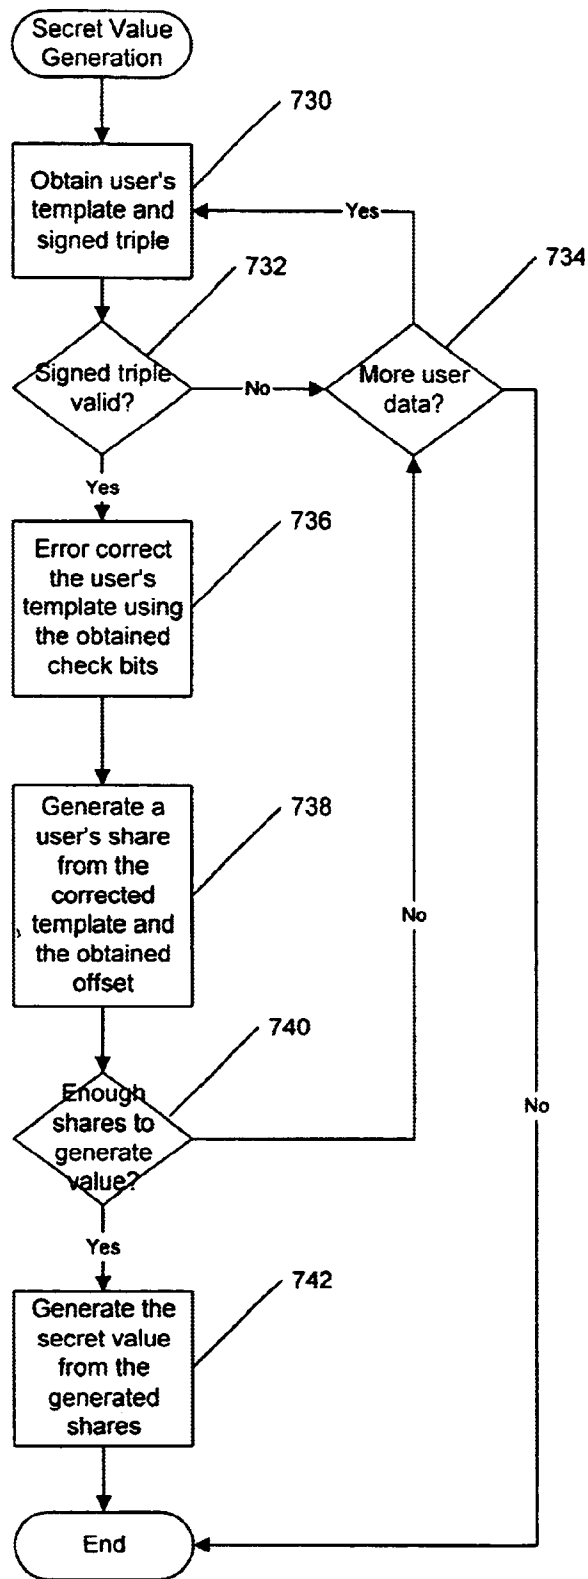 Secret Value
Generation
730
Obtain user's
template and
signed triple
Yes
732
734
Signed triple
valid?
No
More user
data?
Yes
736
Error correct
the user's
template using
the obtained
check bits
738
Generate a
user's share
from the
corrected
template and
the obtained
offset
No
740
Enough
shares to
generate
value?
No
Yes
742
Generate the
secret value
from the
generated
shares
End